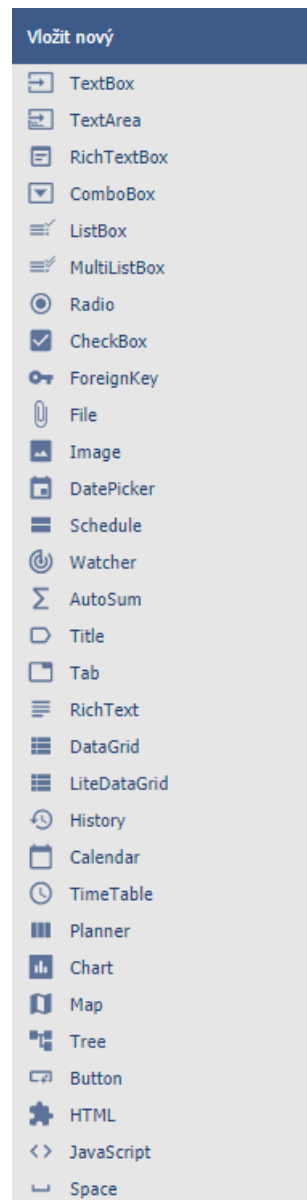 Vložit nový
TextBox
TextArea
RichTextBox
ComboBox
ListBox
MultiListBox
Radio
CheckBox
ForeignKey
File
Image
DatePicker
Schedule
Watcher
AutoSum
Title
Tab
RichText
DataGrid
LiteDataGrid
History
Calendar
TimeTable
Planner
Chart
Map
Tree
Button
HTML
JavaScript
Space